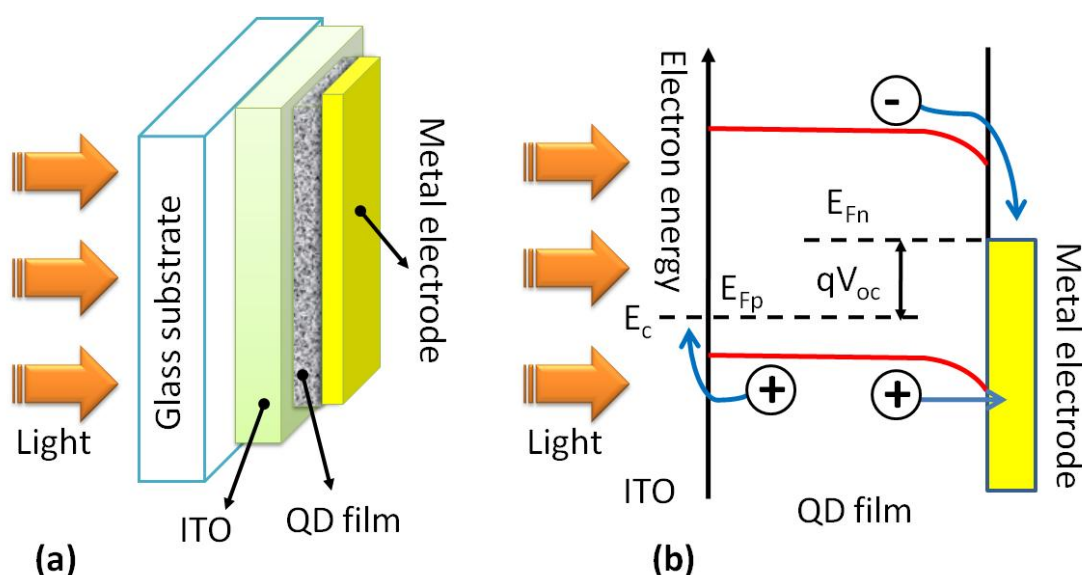 Glass substrate
Metal electrode
Light
ITO
QD film
(a)
Electron energy
-
E_Fn
qV_oc
E_Fp
E_c
+
+
Metal electrode
Light
ITO
QD film
(b)